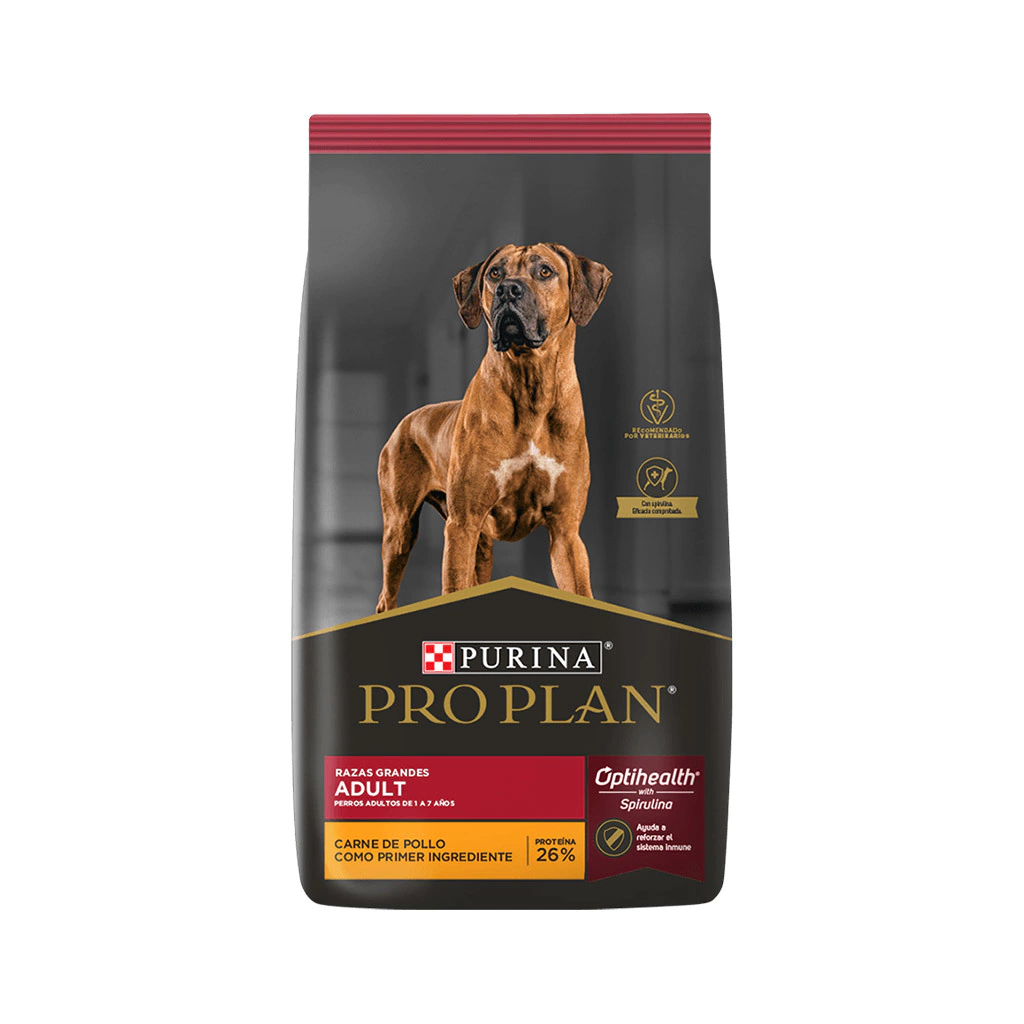 RECOMENDADO
POR VETERINARIOS
Con spirulina.
Eficacia comprobada.
PURINA®
PRO PLAN®
RAZAS GRANDES
ADULT
PERROS ADULTOS DE 1 A 7 AÑOS
CARNE DE POLLO
COMO PRIMER INGREDIENTE
PROTEÍNA
26%
Optihealth®
with
Spirulina
Ayuda a
reforzar el
sistema inmune